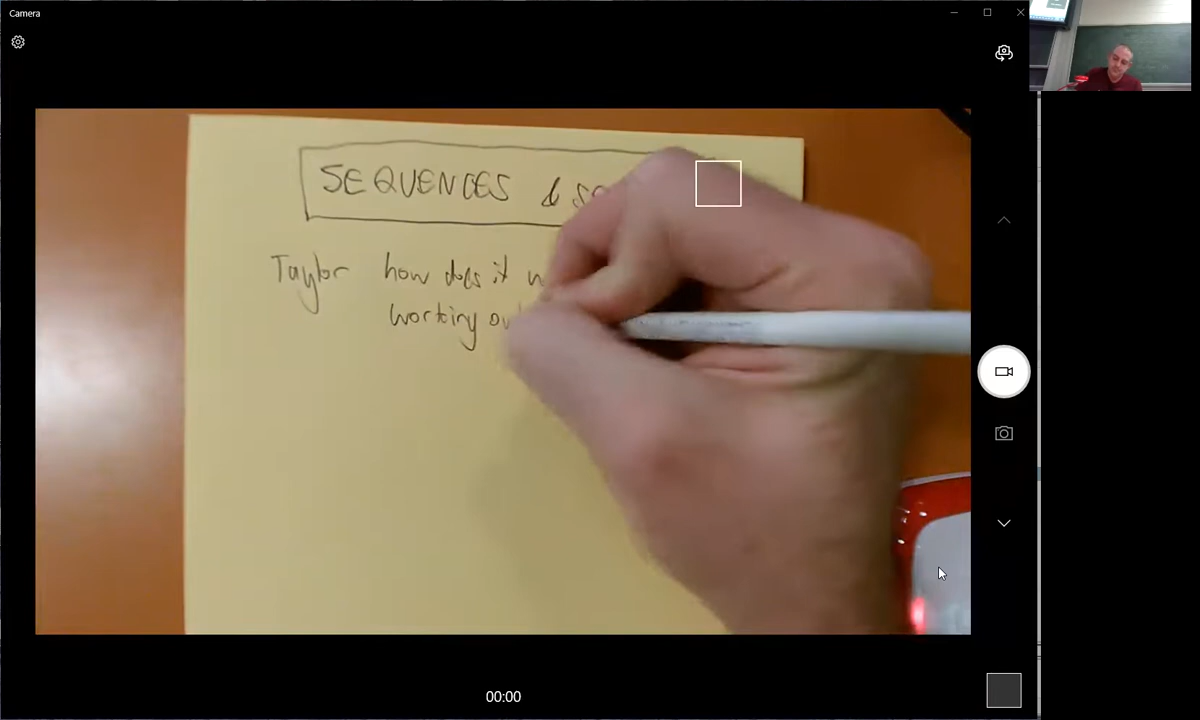 Camera
SEQUENCES &
Taylor how does it
working
00:00